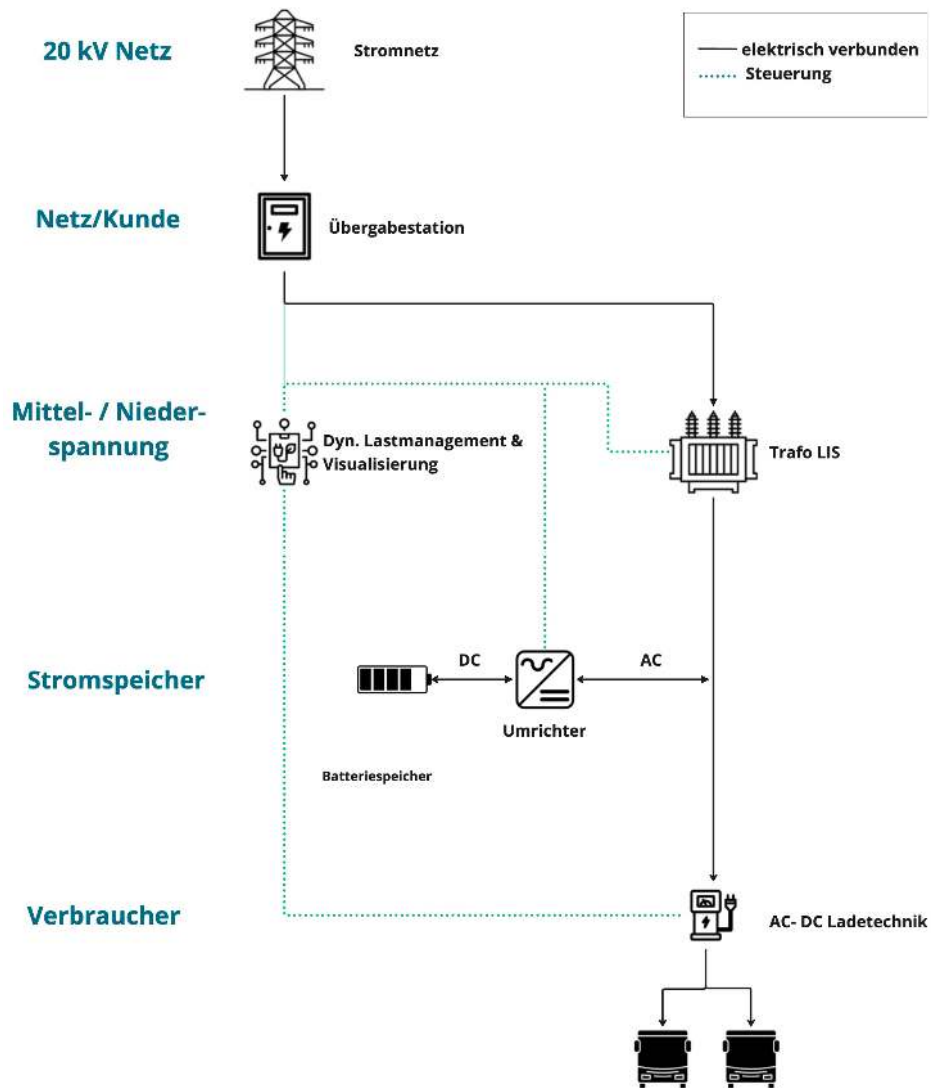 20 kV Netz
Stromnetz
elektrisch verbunden
Steuerung
Netz/Kunde
Übergabestation
Mittel- / Nieder-
spannung
Dyn. Lastmanagement &
Visualisierung
Trafo LIS
Stromspeicher
DC
AC
Umrichter
Batteriespeicher
Verbraucher
AC- DC Ladetechnik